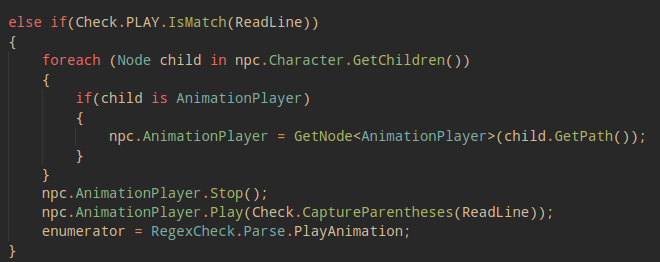 else if(Check.PLAY.IsMatch(ReadLine))
{
    foreach (Node child in npc.Character.GetChildren())
    {
        if(child is AnimationPlayer)
        {
            npc.AnimationPlayer = GetNode<AnimationPlayer>(child.GetPath());
        }
    }
    npc.AnimationPlayer.Stop();
    npc.AnimationPlayer.Play(Check.CaptureParentheses(ReadLine));
    enumerator = RegexCheck.Parse.PlayAnimation;
}